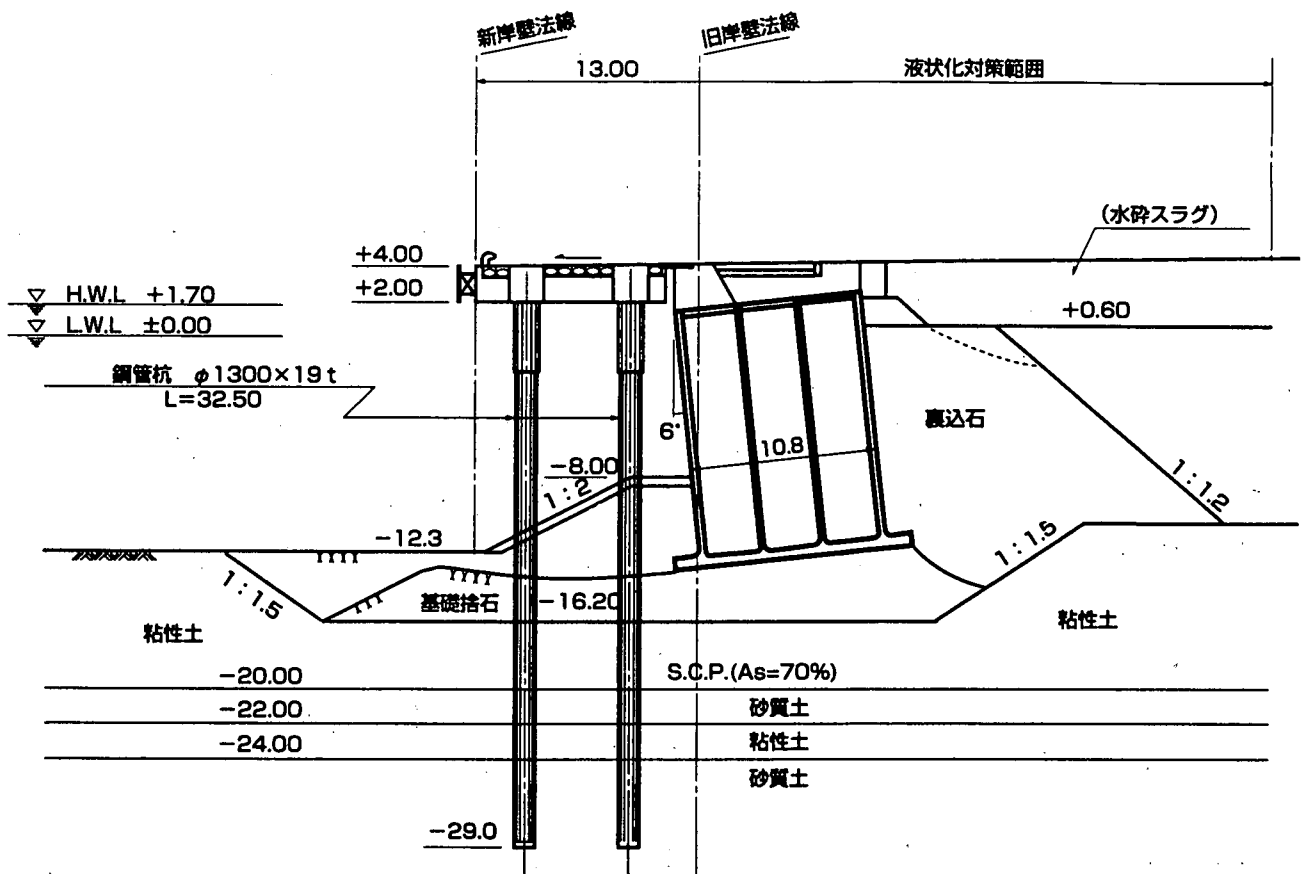 新岸壁法線
旧岸壁法線
13.00
液状化対策範囲
(水砕スラグ)
+4.00
+2.00
H.W.L +1.70
L.W.L ±0.00
+0.60
鋼管杭 φ1300×19t
L=32.50
6°
裏込石
10.8
-8.00
1:2
1:1.2
-12.3
1:1.5
1:1.5
基礎捨石
-16.20
粘性土
粘性土
-20.00
S.C.P.(As=70%)
-22.00
砂質土
-24.00
粘性土
砂質土
-29.0